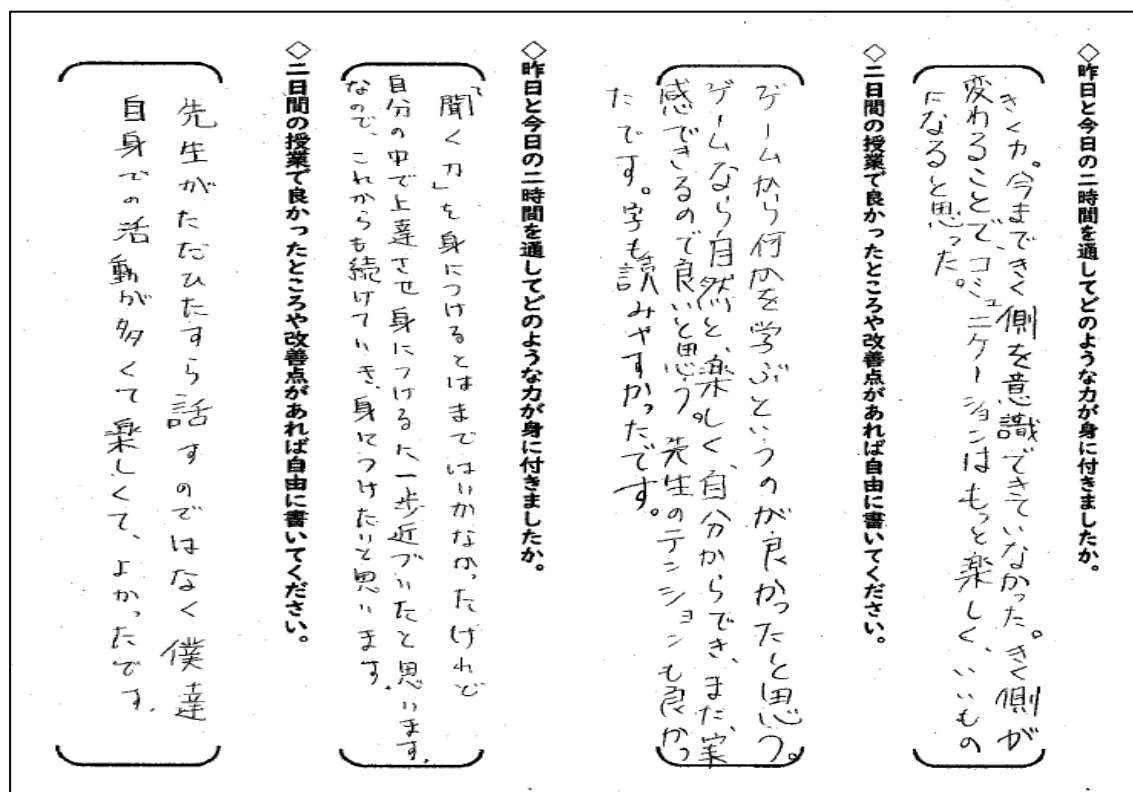 ◇昨日と今日の二時間を通してどのような力が身に付きましたか。
きく力。今まできく側を意識できていなかった。きく側が
変わることで、コミュニケーションはもっと楽しく、いいもの
になると思った。
◇二日間の授業で良かったところや改善点があれば自由に書いてください。
ゲームから何かを学ぶというのが良かったと思う。
ゲームなら自然と、楽しく、自分からでき、また、実
感できるので良いと思う。先生のテンションも良かっ
たです。字も読みやすかったです。
◇昨日と今日の二時間を通してどのような力が身に付きましたか。
「聞く力」を身につけるとはまではいかなかったけれど
自分の中で上達させ身につけるた一歩近づいたと思います。
なので、これからも続けていき、身につけたいと思います。
◇二日間の授業で良かったところや改善点があれば自由に書いてください。
先生がただひたすら話すのではなく僕達
自身での活動が多くて楽しくて、よかったです。